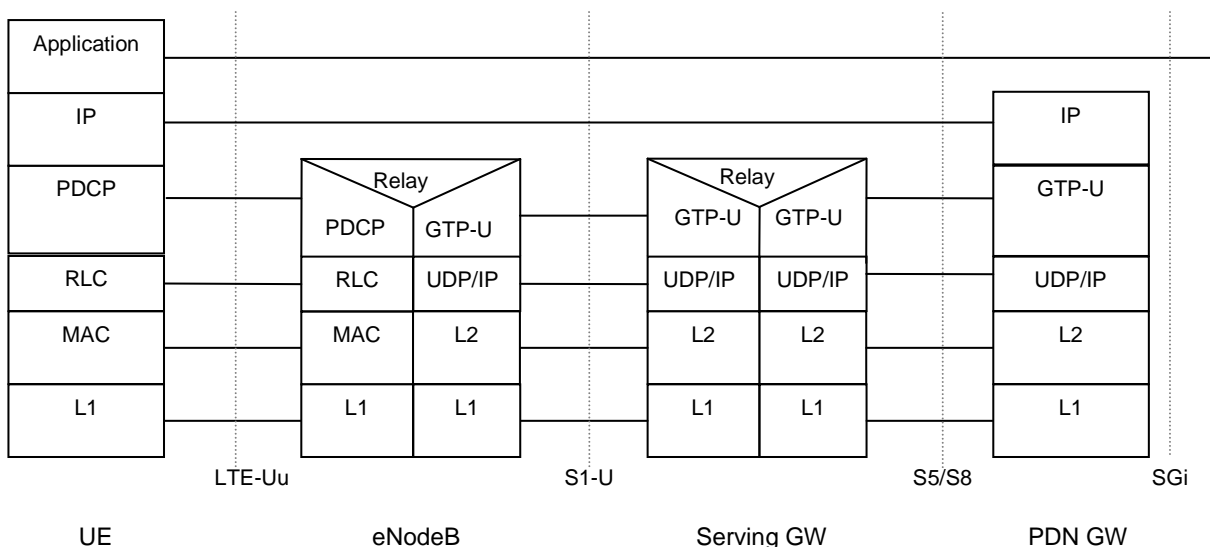 Application
IP
IP
PDCP
Relay
Relay
GTP-U
PDCP
GTP-U
GTP-U
GTP-U
RLC
RLC
UDP/IP
UDP/IP
UDP/IP
UDP/IP
MAC
MAC
L2
L2
L2
L2
L1
L1
L1
L1
L1
L1
LTE-Uu
S1-U
S5/S8
SGi
UE
eNodeB
Serving GW
PDN GW